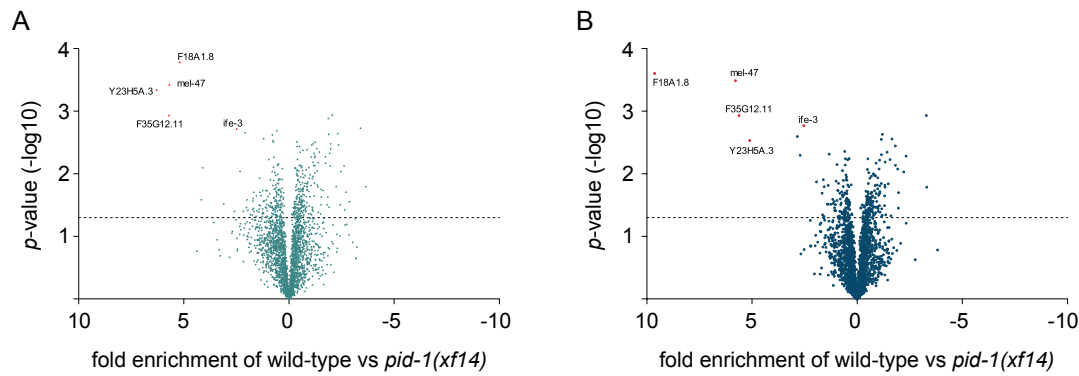 A
4
3
2
1
p-value (-log10)
F18A1.8
mel-47
Y23H5A.3
F35G12.11
ife-3
10 5 0 -5 -10
fold enrichment of wild-type vs pid-1(xf14)
B
4
3
2
1
p-value (-log10)
F18A1.8
mel-47
F35G12.11
ife-3
Y23H5A.3
10 5 0 -5 -10
fold enrichment of wild-type vs pid-1(xf14)